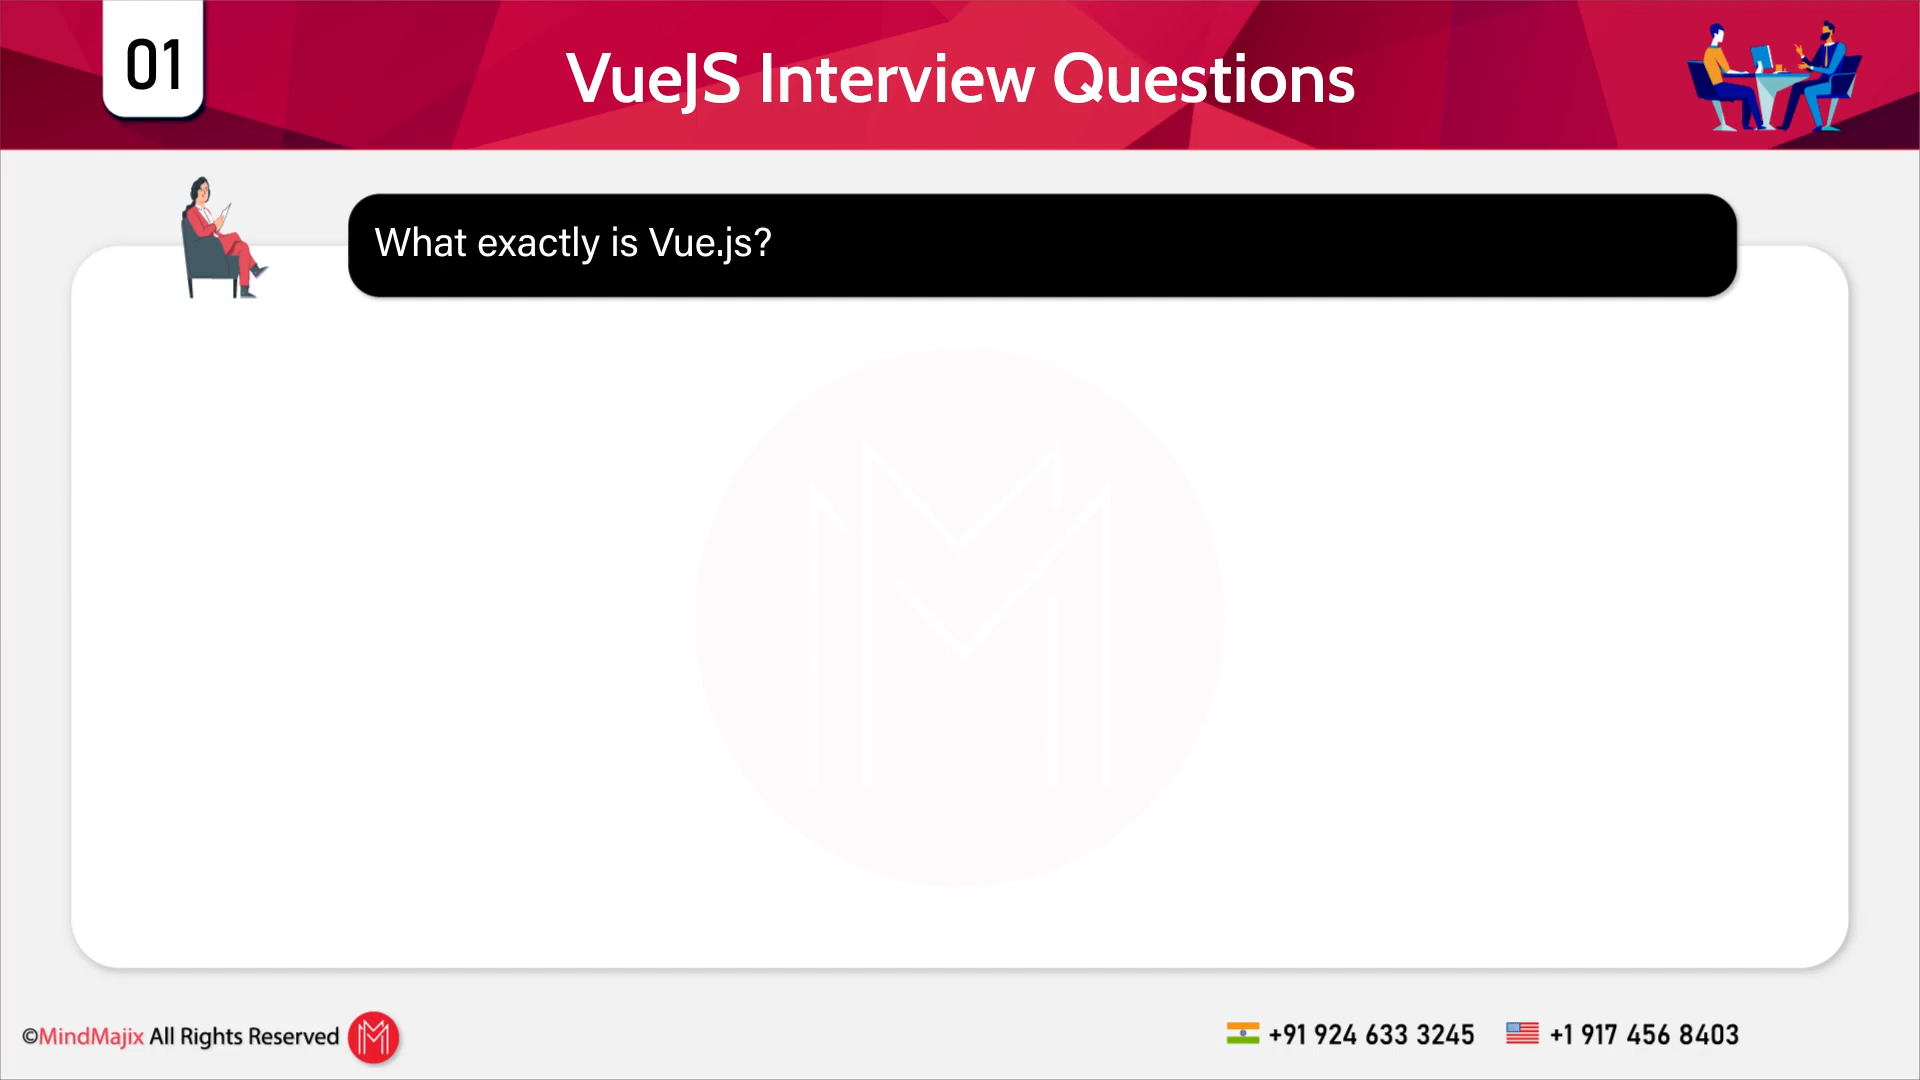 01
VueJS Interview Questions
What exactly is Vue.js?
©MindMajix All Rights Reserved
+91 924 633 3245
+1 917 456 8403